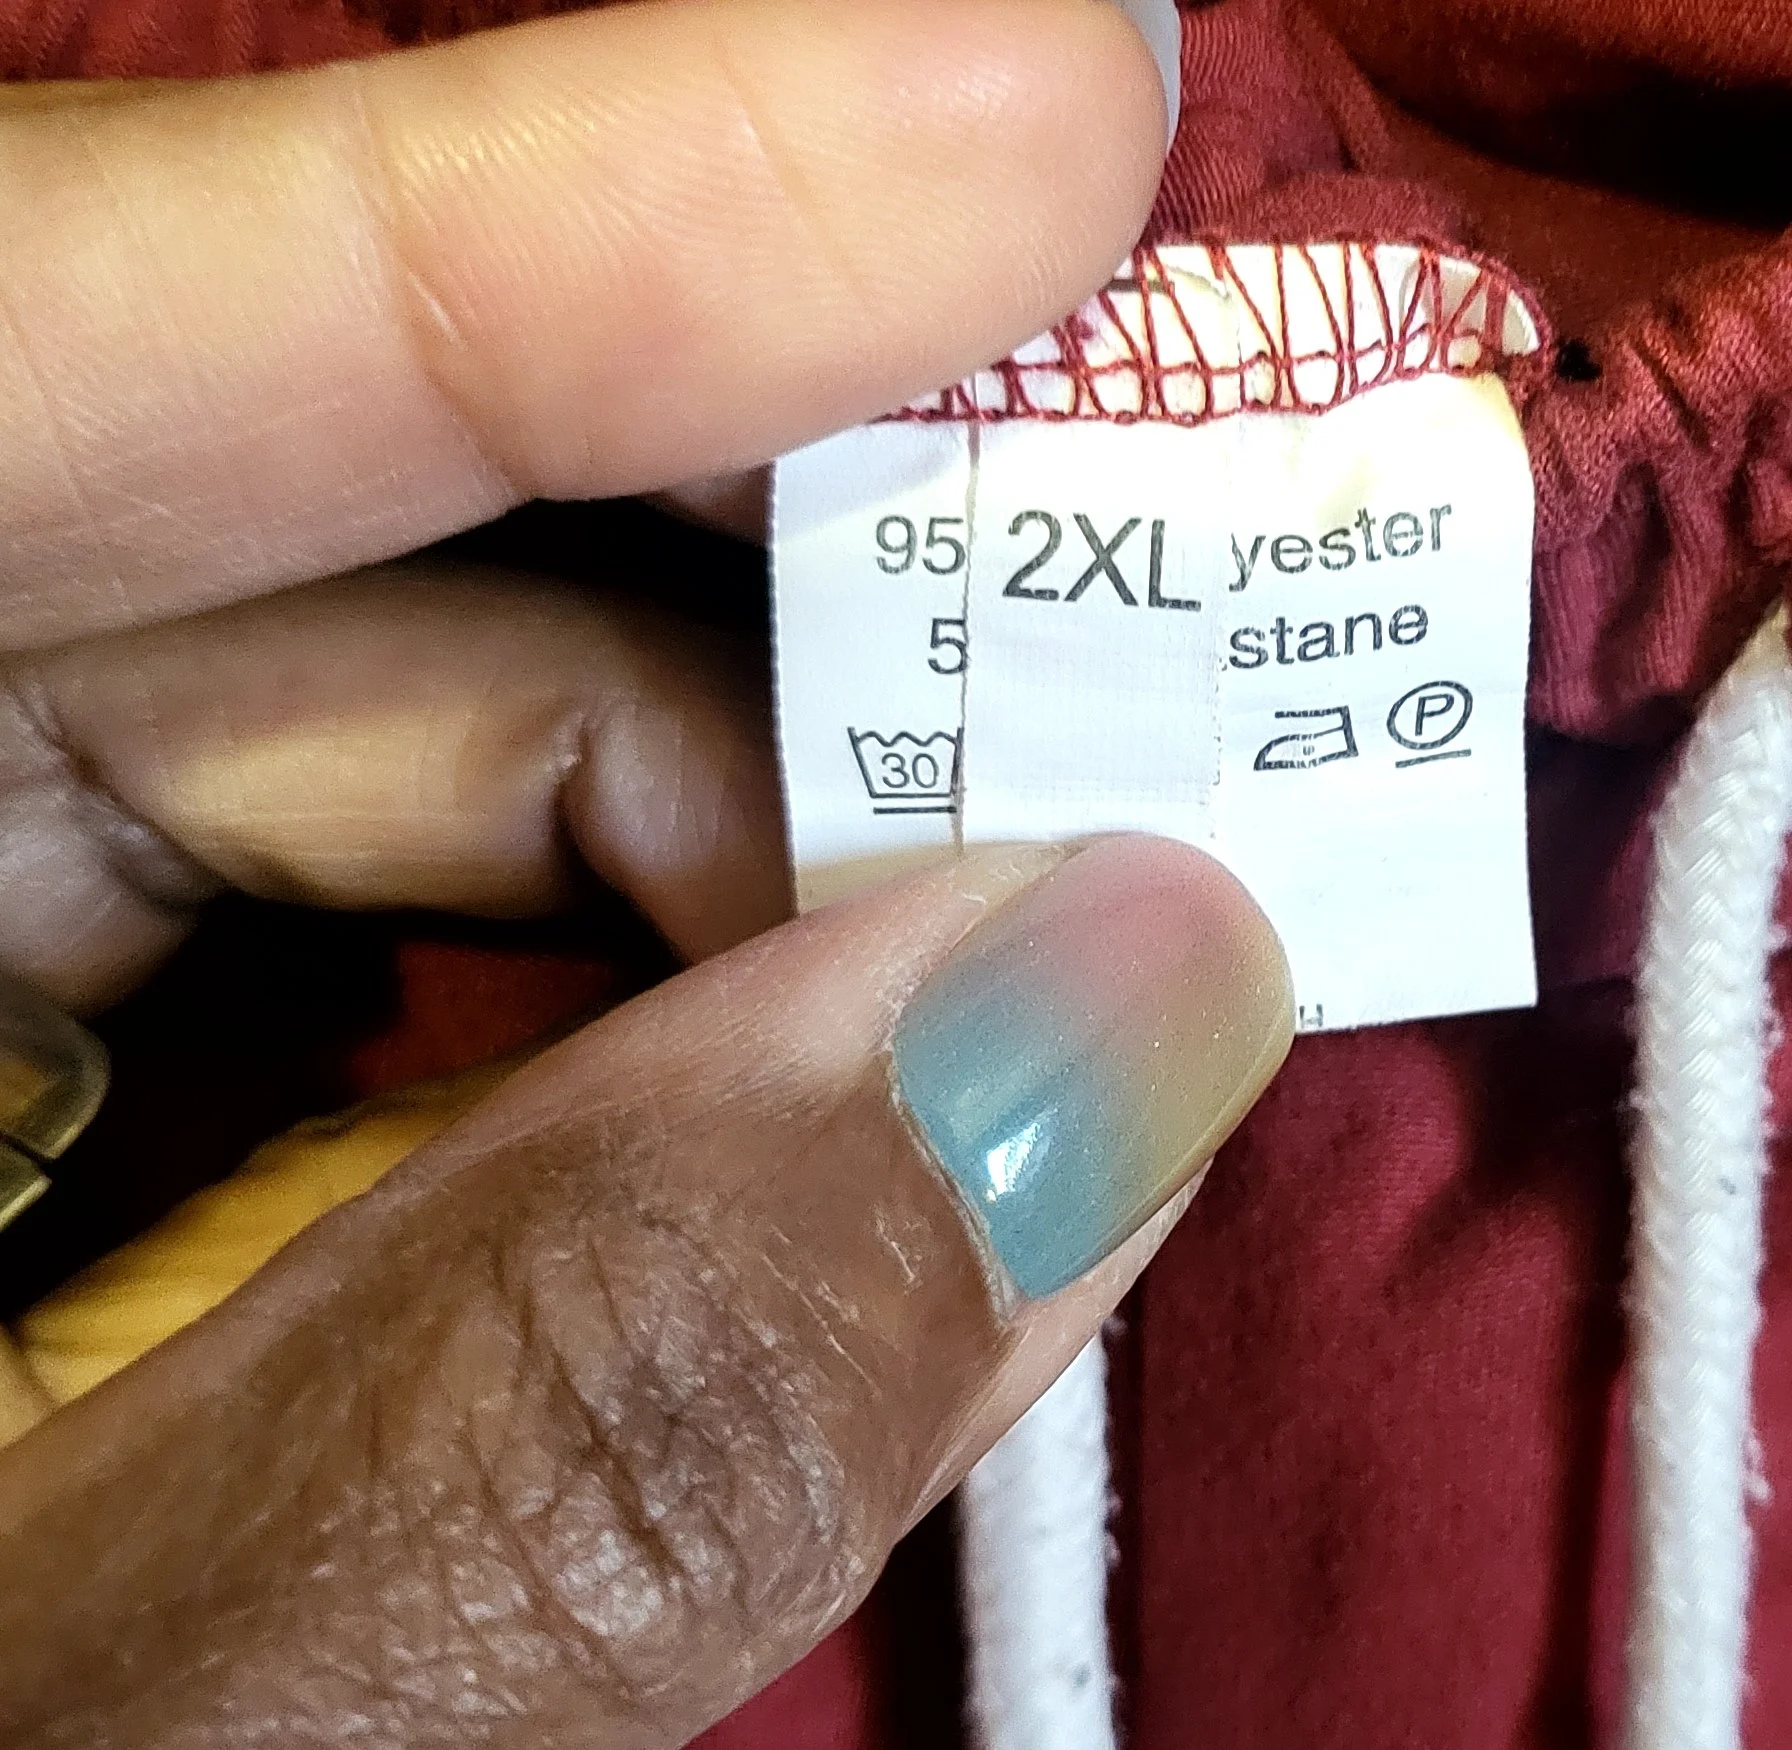 95 2XL yester
5 stane
30 P
H